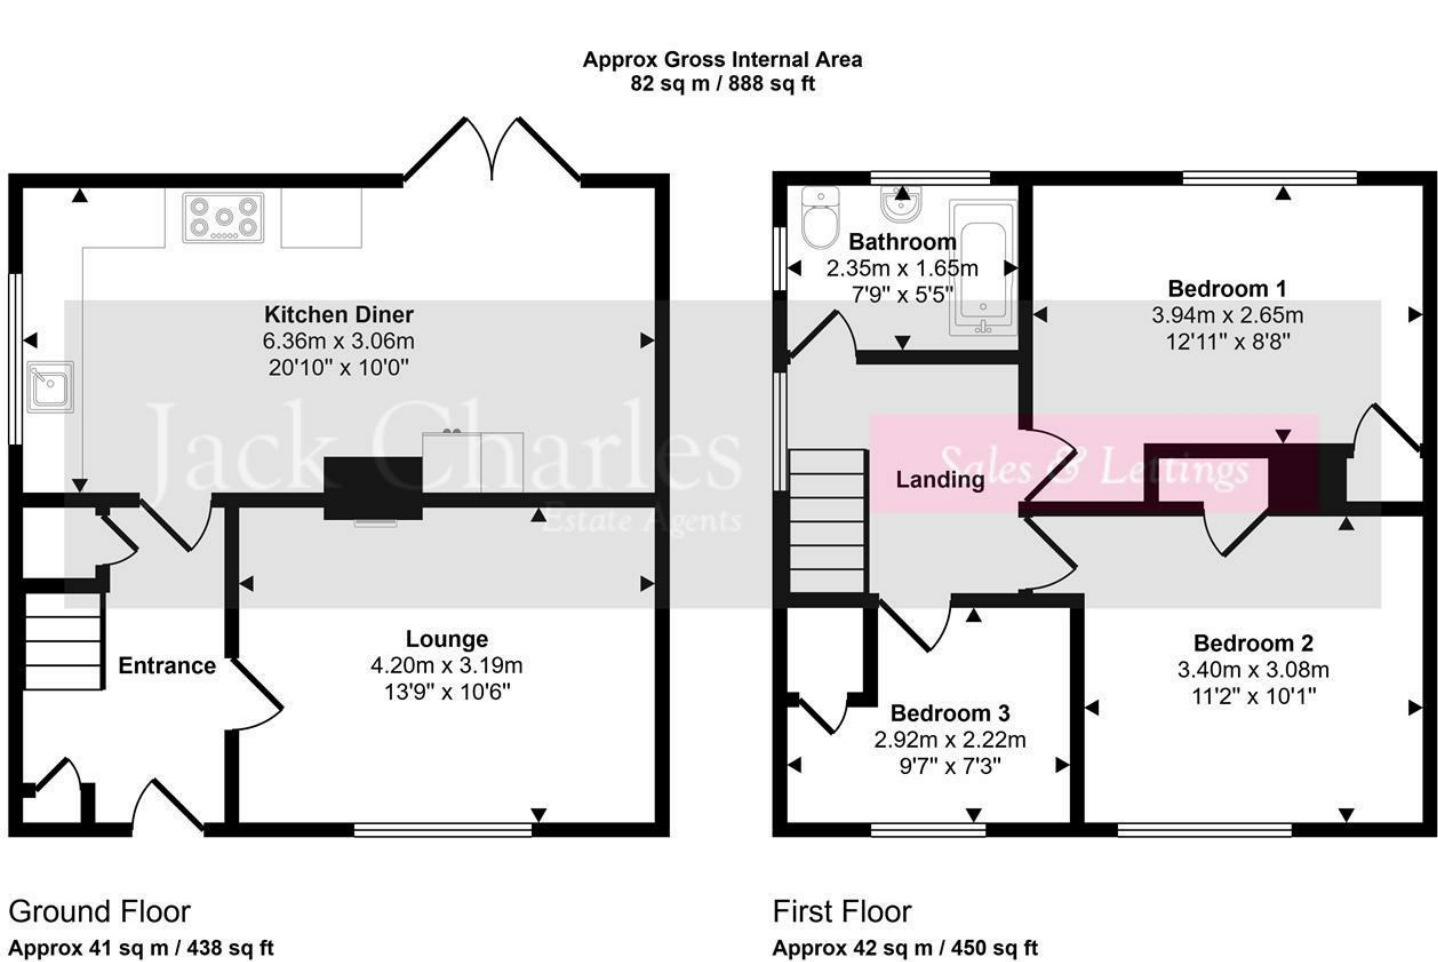 Approx Gross Internal Area
82 sq m / 888 sq ft
Kitchen Diner
6.36m x 3.06m
20'10" x 10'0"
Lounge
4.20m x 3.19m
13'9" x 10'6"
Entrance
Bathroom
2.35m x 1.65m
7'9" x 5'5"
Bedroom 1
3.94m x 2.65m
12'11" x 8'8"
Landing
Bedroom 2
3.40m x 3.08m
11'2" x 10'1"
Bedroom 3
2.92m x 2.22m
9'7" x 7'3"
Jack Charles
Estate Agents
Sales & Lettings
Ground Floor
Approx 41 sq m / 438 sq ft
First Floor
Approx 42 sq m / 450 sq ft